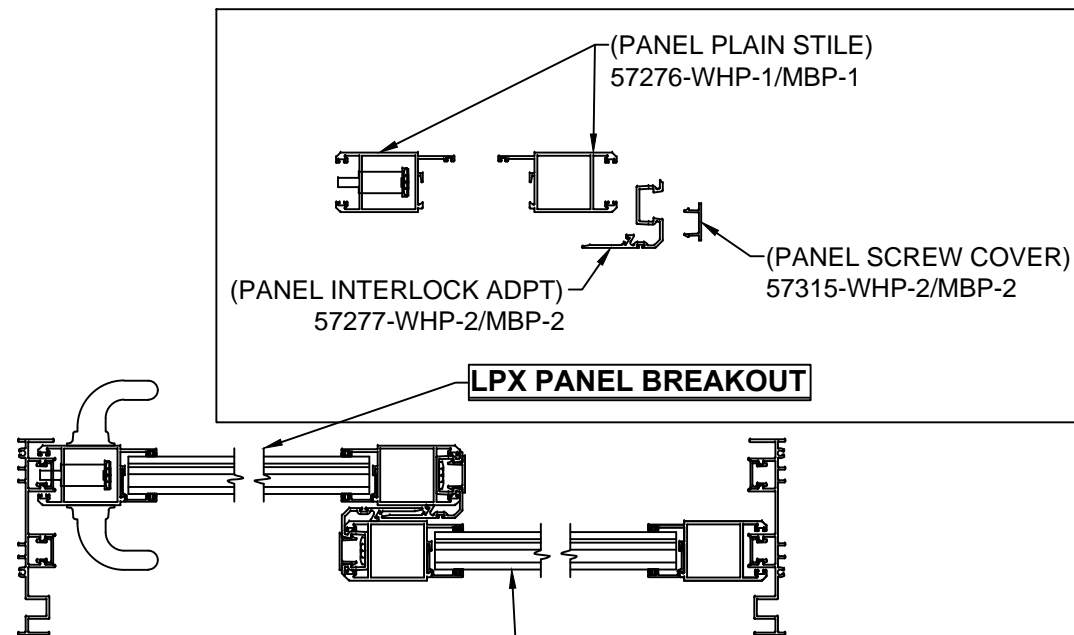 (PANEL PLAIN STILE)
57276-WHP-1/MBP-1
(PANEL SCREW COVER)
57315-WHP-2/MBP-2
(PANEL INTERLOCK ADPT)
57277-WHP-2/MBP-2
LPX PANEL BREAKOUT